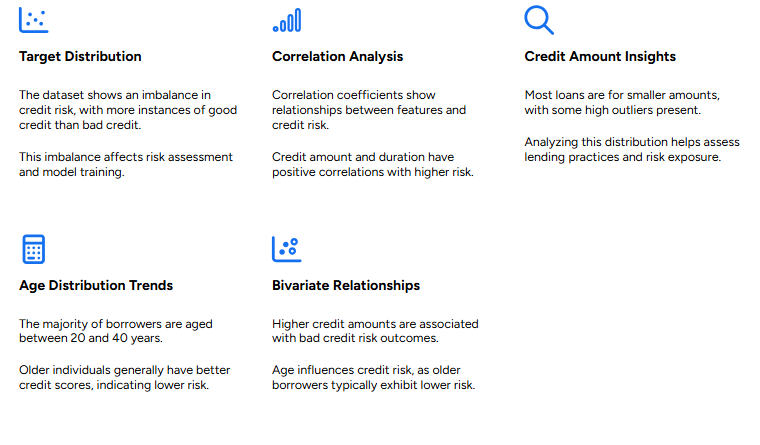 Target Distribution
The dataset shows an imbalance in
credit risk, with more instances of good
credit than bad credit.
This imbalance affects risk assessment
and model training.
Correlation Analysis
Correlation coefficients show
relationships between features and
credit risk.
Credit amount and duration have
positive correlations with higher risk.
Credit Amount Insights
Most loans are for smaller amounts,
with some high outliers present.
Analyzing this distribution helps assess
lending practices and risk exposure.
Age Distribution Trends
The majority of borrowers are aged
between 20 and 40 years.
Older individuals generally have better
credit scores, indicating lower risk.
Bivariate Relationships
Higher credit amounts are associated
with bad credit risk outcomes.
Age influences credit risk, as older
borrowers typically exhibit lower risk.